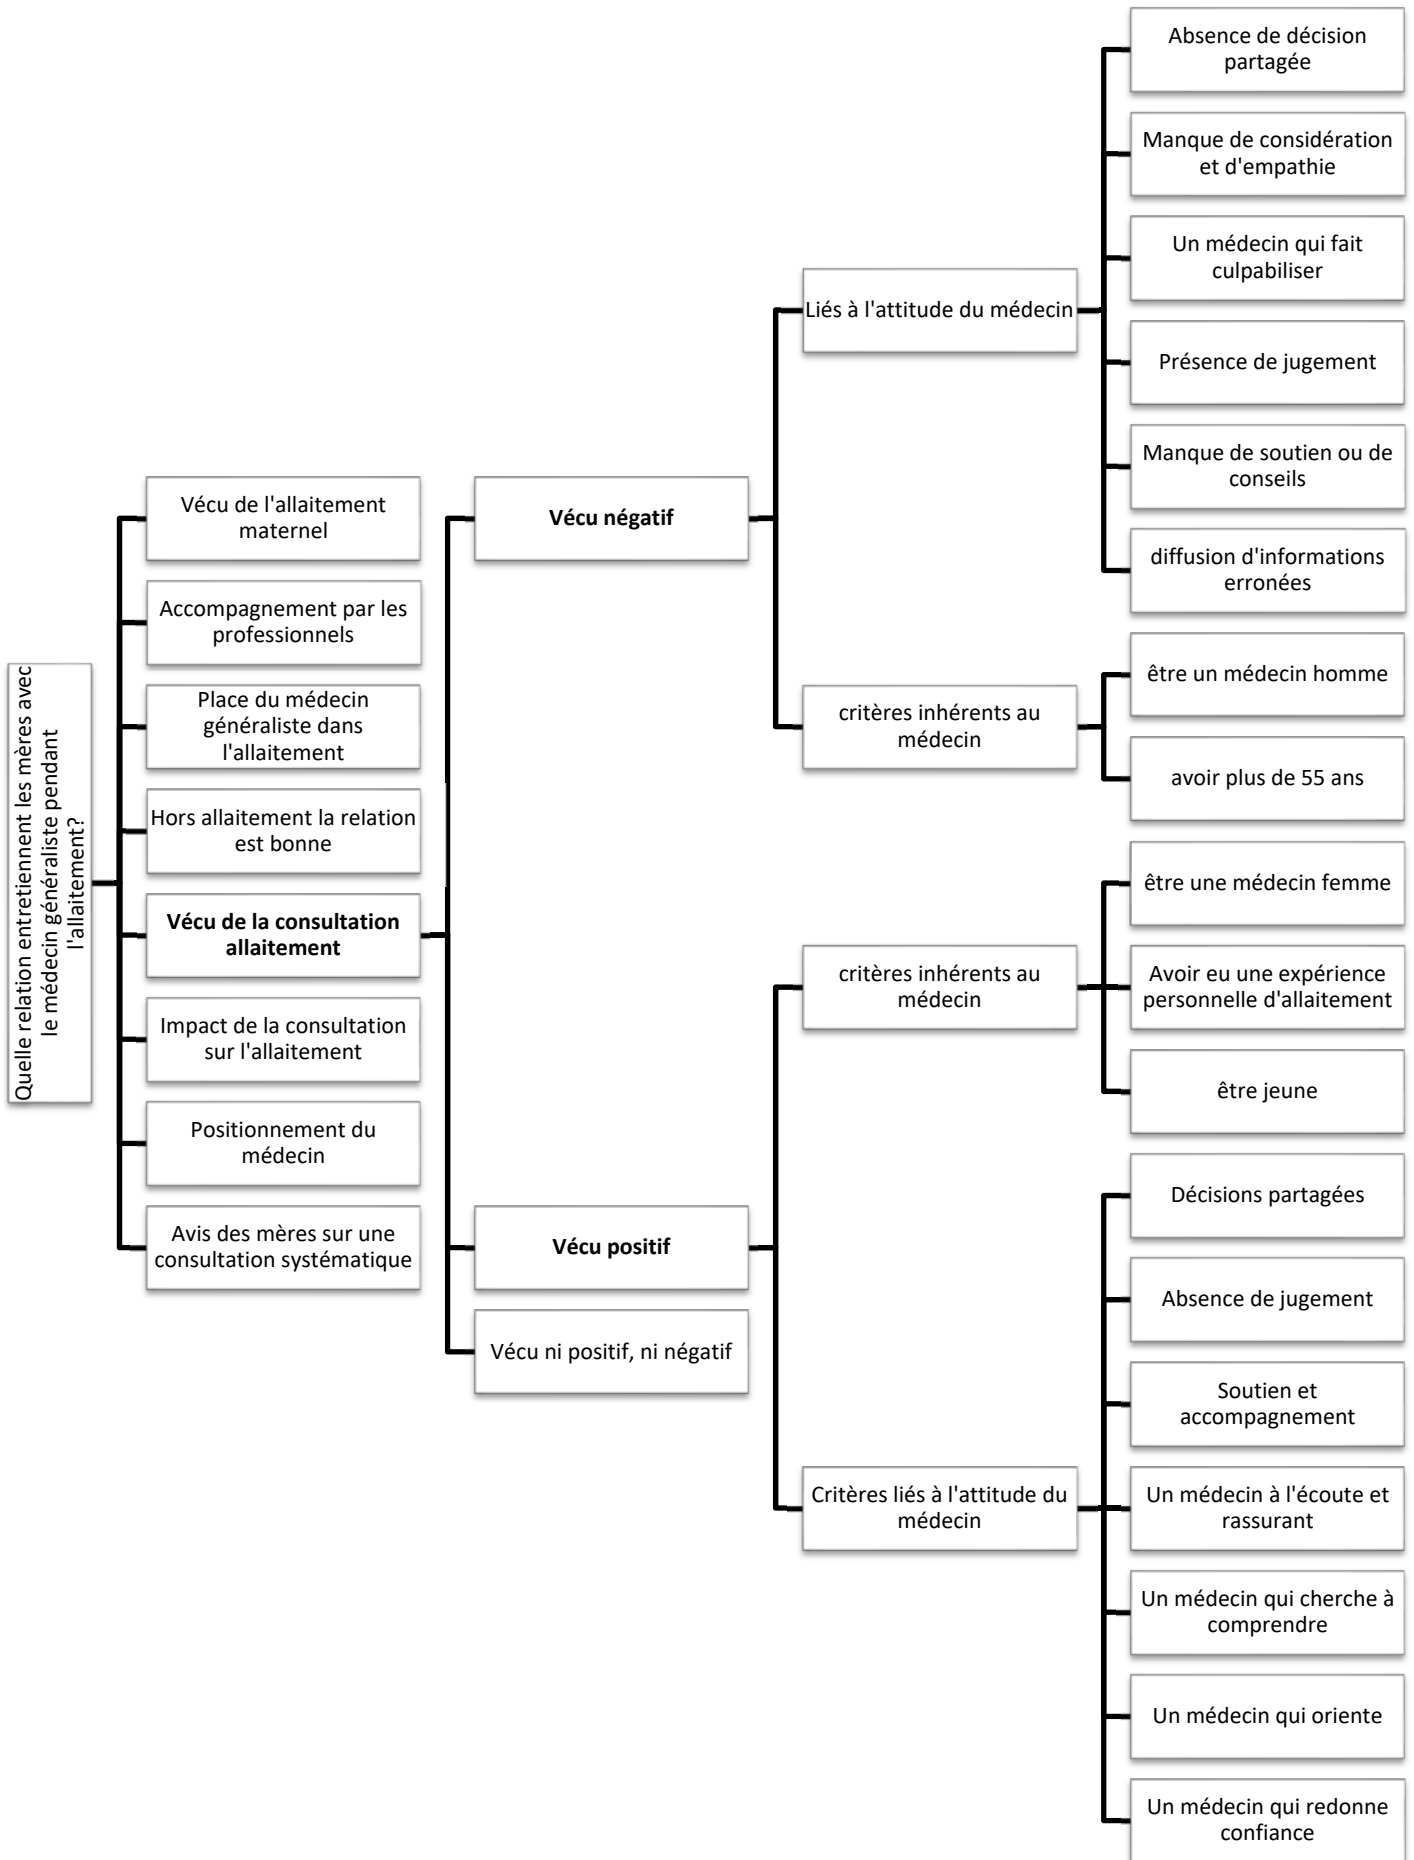 Quelle relation entretiennent les mères avec
le médecin généraliste pendant
l'allaitement?
Vécu de l'allaitement
maternel
Accompagnement par les
professionnels
Place du médecin
généraliste dans
l'allaitement
Hors allaitement la relation
est bonne
Vécu de la consultation
allaitement
Impact de la consultation
sur l'allaitement
Positionnement du
médecin
Avis des mères sur une
consultation systématique
Vécu négatif
Liés à l'attitude du médecin
Absence de décision
partagée
Manque de considération
et d'empathie
Un médecin qui fait
culpabiliser
Présence de jugement
Manque de soutien ou de
conseils
diffusion d'informations
erronées
critères inhérents au
médecin
être un médecin homme
avoir plus de 55 ans
Vécu positif
critères inhérents au
médecin
être une médecin femme
Avoir eu une expérience
personnelle d'allaitement
être jeune
Critères liés à l'attitude du
médecin
Décisions partagées
Absence de jugement
Soutien et
accompagnement
Un médecin à l'écoute et
rassurant
Un médecin qui cherche à
comprendre
Un médecin qui oriente
Un médecin qui redonne
confiance
Vécu ni positif, ni négatif